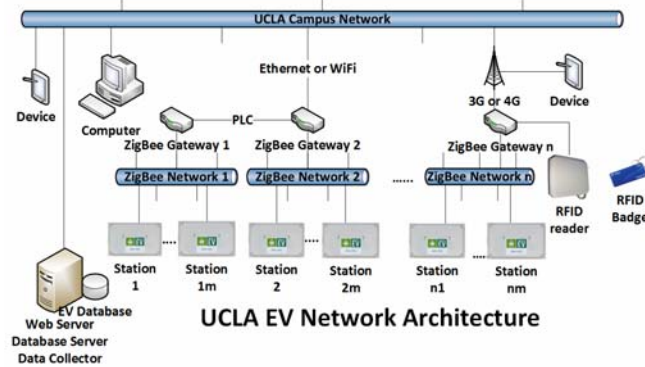 UCLA Campus Network
Ethernet or WiFi
Device
Computer
3G or 4G
Device
PLC
ZigBee Gateway 1
ZigBee Gateway 2
ZigBee Gateway n
ZigBee Network 1
ZigBee Network 2
......
ZigBee Network n
RFID
reader
RFID
Badge
....
....
....
Station
1
Station
1m
Station
2
Station
2m
Station
n1
Station
nm
EV Database
Web Server
Database Server
Data Collector
UCLA EV Network Architecture